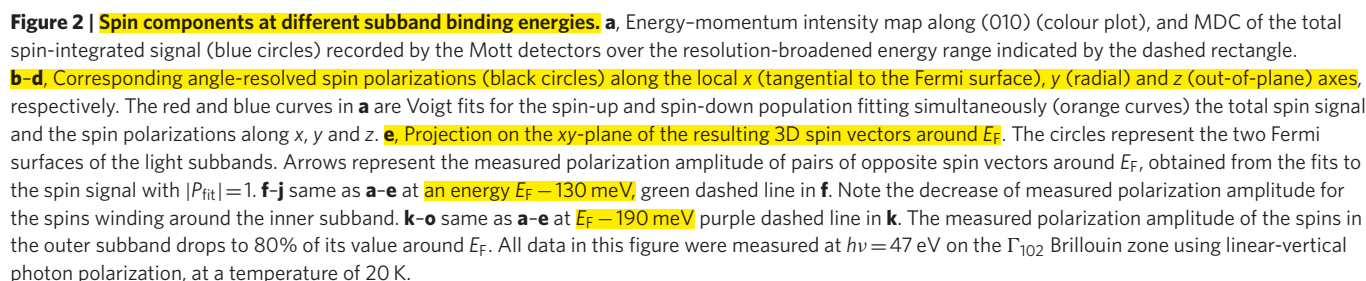 Figure 2 | Spin components at different subband binding energies. a, Energy–momentum intensity map along (010) (colour plot), and MDC of the total
spin-integrated signal (blue circles) recorded by the Mott detectors over the resolution-broadened energy range indicated by the dashed rectangle.
b–d, Corresponding angle-resolved spin polarizations (black circles) along the local x (tangential to the Fermi surface), y (radial) and z (out-of-plane) axes,
respectively. The red and blue curves in a are Voigt fits for the spin-up and spin-down population fitting simultaneously (orange curves) the total spin signal
and the spin polarizations along x, y and z. e, Projection on the xy-plane of the resulting 3D spin vectors around E_F. The circles represent the two Fermi
surfaces of the light subbands. Arrows represent the measured polarization amplitude of pairs of opposite spin vectors around E_F, obtained from the fits to
the spin signal with |P_fit| = 1. f–j same as a–e at an energy E_F − 130 meV, green dashed line in f. Note the decrease of measured polarization amplitude for
the spins winding around the inner subband. k–o same as a–e at E_F − 190 meV purple dashed line in k. The measured polarization amplitude of the spins in
the outer subband drops to 80% of its value around E_F. All data in this figure were measured at hν = 47 eV on the Γ₁₀₂ Brillouin zone using linear-vertical
photon polarization, at a temperature of 20 K.